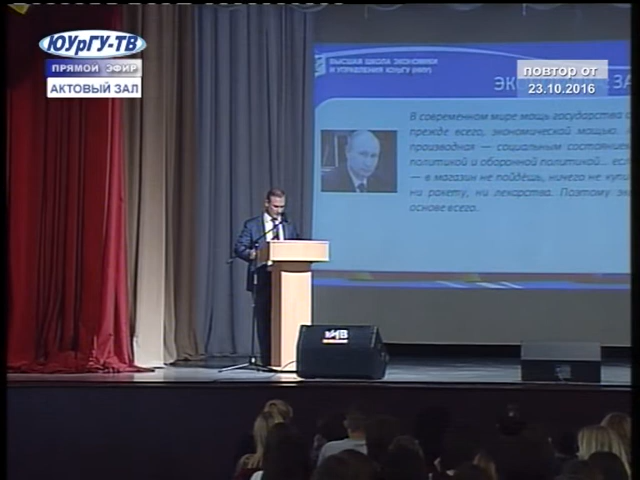 ЮУрГУ-ТВ
ПРЯМОЙ ЭФИР
АКТОВЫЙ ЗАЛ
повтор от
23.10.2016
ВЫСШАЯ ШКОЛА ЭКОНОМИКИ
И УПРАВЛЕНИЯ ЮУрГУ (НИУ)
В современном мире мощь государства
прежде всего, экономической мощью.
производная — социальным состоянием
политикой и оборонной политикой... есл
— в магазин не пойдёшь, ничего не купи
ни ракету, ни лекарства. Поэтому эк
основе всего.